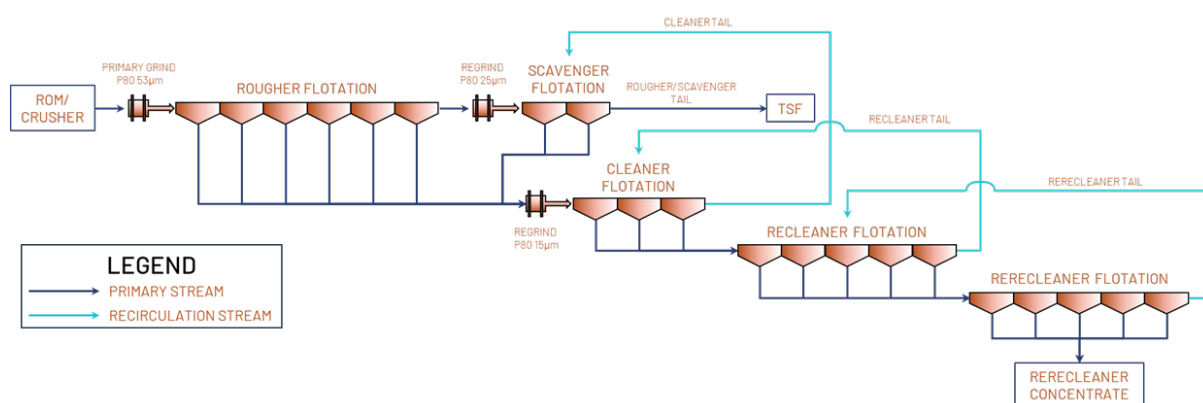 CLEANER TAIL
PRIMARY GRIND
P80 53µm
ROUGHER FLOTATION
REGRIND
P80 25µm
SCAVENGER
FLOTATION
ROUGHER/SCAVENGER
TAIL
ROM/
CRUSHER
TSF
RECLEANER TAIL
CLEANER
FLOTATION
RERECLEANER TAIL
REGRIND
P80 15µm
RECLEANER FLOTATION
LEGEND
PRIMARY STREAM
RECIRCULATION STREAM
RERECLEANER FLOTATION
RERECLEANER
CONCENTRATE